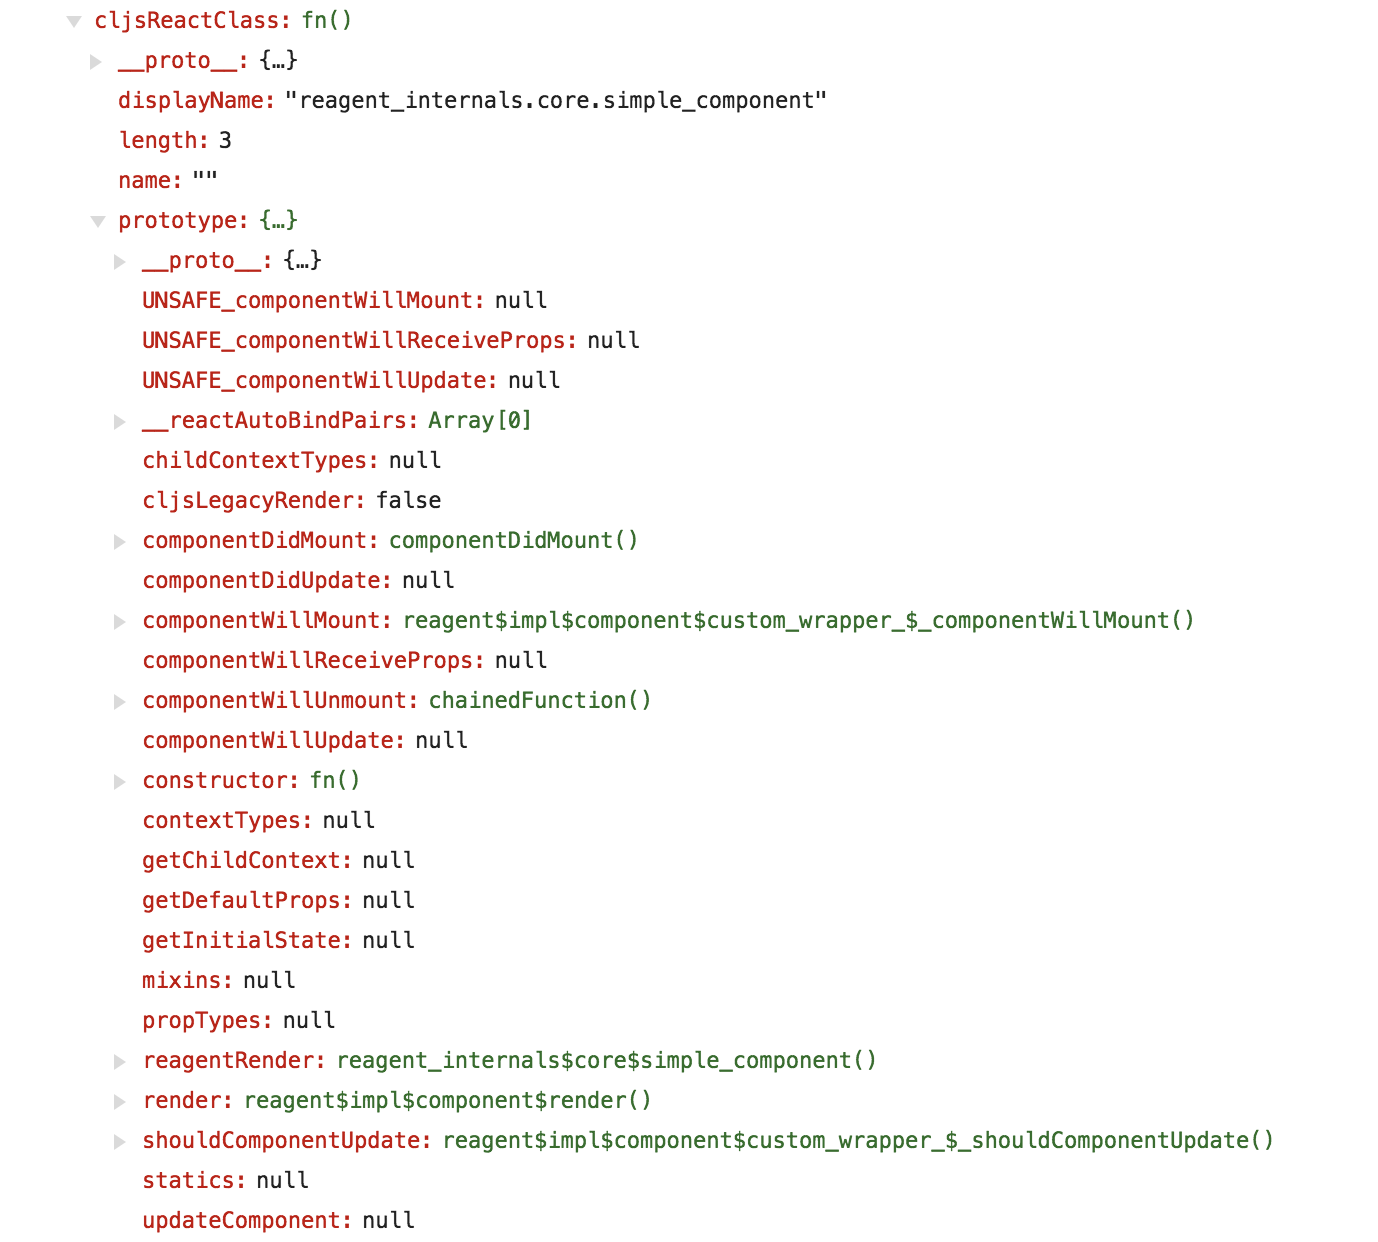 cljsReactClass: fn()
__proto__: {…}
displayName: "reagent_internals.core.simple_component"
length: 3
name: ""
prototype: {…}
__proto__: {…}
UNSAFE_componentWillMount: null
UNSAFE_componentWillReceiveProps: null
UNSAFE_componentWillUpdate: null
__reactAutoBindPairs: Array[0]
childContextTypes: null
cljsLegacyRender: false
componentDidMount: componentDidMount()
componentDidUpdate: null
componentWillMount: reagent$impl$component$custom_wrapper_$_componentWillMount()
componentWillReceiveProps: null
componentWillUnmount: chainedFunction()
componentWillUpdate: null
constructor: fn()
contextTypes: null
getChildContext: null
getDefaultProps: null
getInitialState: null
mixins: null
propTypes: null
reagentRender: reagent_internals$core$simple_component()
render: reagent$impl$component$render()
shouldComponentUpdate: reagent$impl$component$custom_wrapper_$_shouldComponentUpdate()
statics: null
updateComponent: null